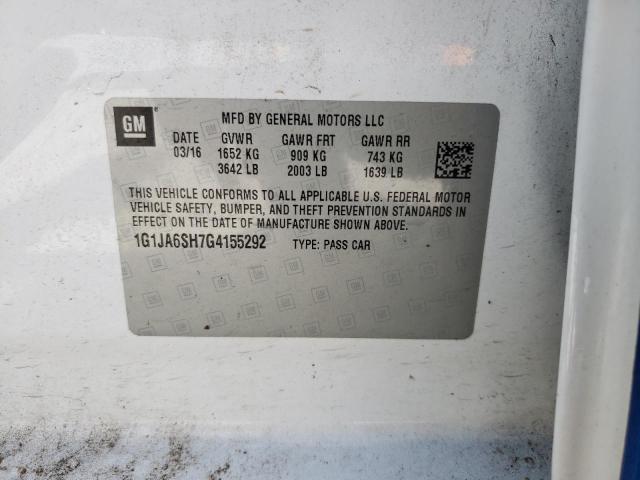 GM ®
MFD BY GENERAL MOTORS LLC
DATE GVWR GAWR FRT GAWR RR
03/16 1652 KG 909 KG 743 KG
3642 LB 2003 LB 1639 LB
THIS VEHICLE CONFORMS TO ALL APPLICABLE U.S. FEDERAL MOTOR
VEHICLE SAFETY, BUMPER, AND THEFT PREVENTION STANDARDS IN
EFFECT ON THE DATE OF MANUFACTURE SHOWN ABOVE.
1G1JA6SH7G4155292 TYPE: PASS CAR